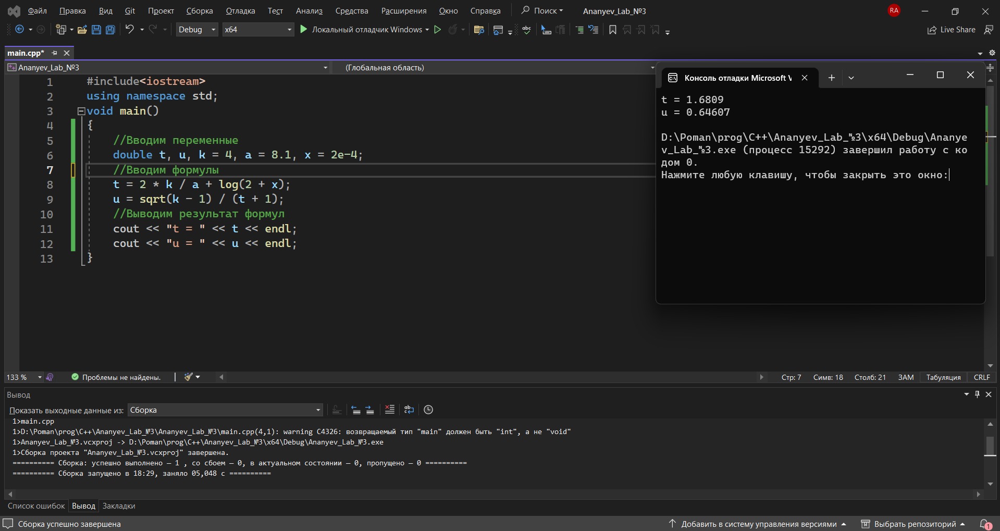 Файл Правка Вид Git Проект Сборка Отладка Тест Анализ Средства Расширения Окно Справка Поиск Ananyev_Lab_№3 RA
Debug x64 Локальный отладчик Windows Live Share
main.cpp*
Ananyev_Lab_№3 (Глобальная область)
1 #include<iostream>
2 using namespace std;
3 void main()
4 {
5 //Вводим переменные
6 double t, u, k = 4, a = 8.1, x = 2e-4;
7 //Вводим формулы
8 t = 2 * k / a + log(2 + x);
9 u = sqrt(k - 1) / (t + 1);
10 //Выводим результат формул
11 cout << "t = " << t << endl;
12 cout << "u = " << u << endl;
13 }
Консоль отладки Microsoft V
t = 1.6809
u = 0.64607
D:\Poman\prog\C++\Ananyev_Lab_№3\x64\Debug\Ananye
v_Lab_№3.exe (процесс 15292) завершил работу с ко
дом 0.
Нажмите любую клавишу, чтобы закрыть это окно:
133 % Проблемы не найдены. Стр: 7 Симв: 18 Столб: 21 ЗАМ Табуляция CRLF
Вывод
Показать выходные данные из: Сборка
1>main.cpp
1>D:\Poman\prog\C++\Ananyev_Lab_№3\Ananyev_Lab_№3\main.cpp(4,1): warning C4326: возвращаемый тип "main" должен быть "int", а не "void"
1>Ananyev_Lab_№3.vcxproj -> D:\Poman\prog\C++\Ananyev_Lab_№3\x64\Debug\Ananyev_Lab_№3.exe
1>Сборка проекта "Ananyev_Lab_№3.vcxproj" завершена.
========== Сборка: успешно выполнено — 1 , со сбоем — 0, в актуальном состоянии — 0, пропущено — 0 ==========
========== Сборка запущено в 18:29, заняло 05,048 с ==========
Список ошибок Вывод Закладки
Сборка успешно завершена Добавить в систему управления версиями Выбрать репозиторий 1